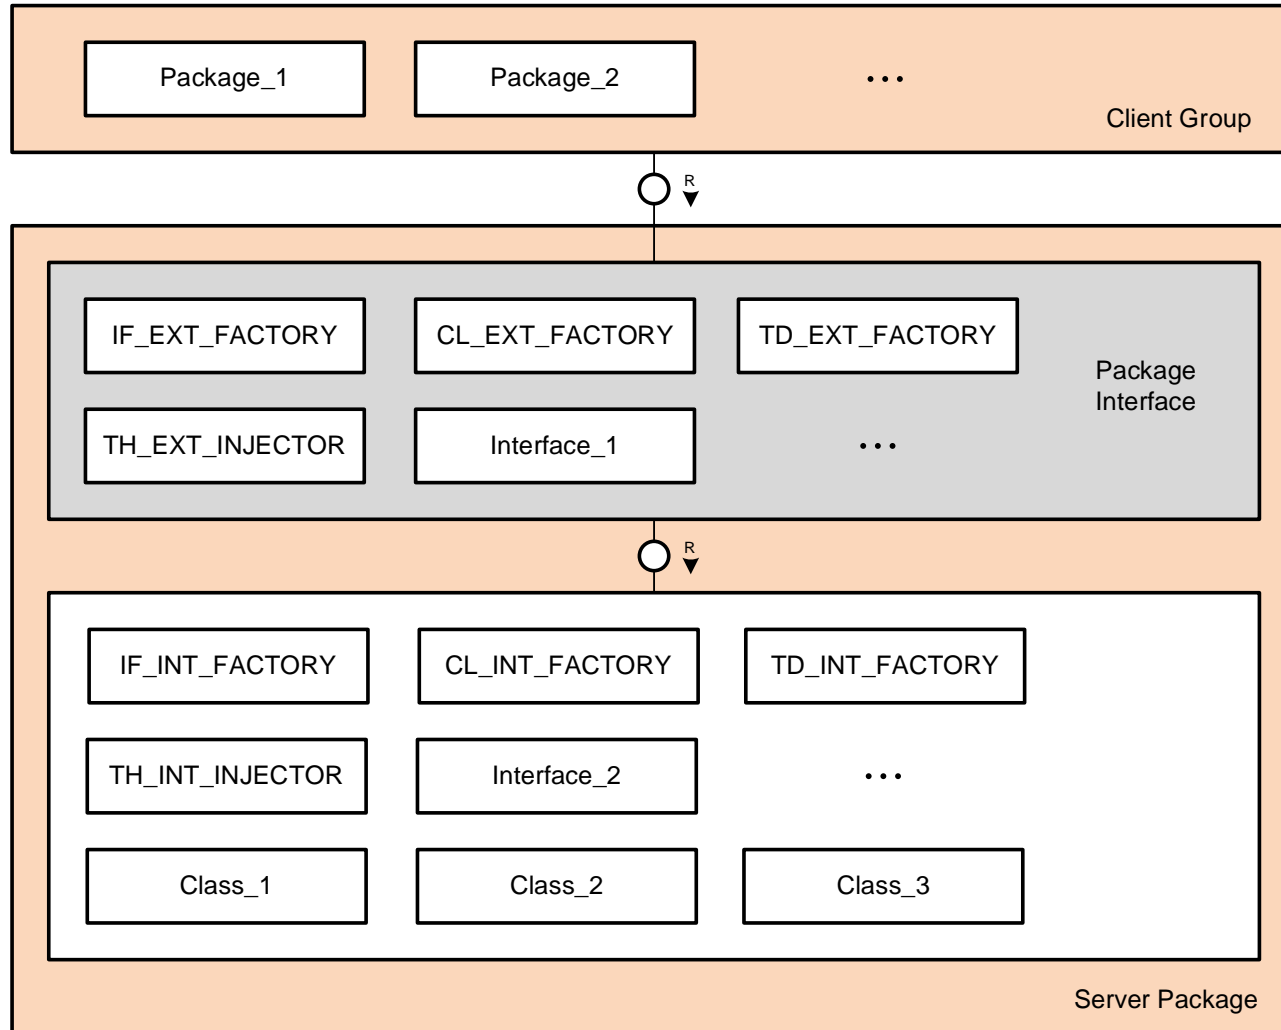 Package_1
Package_2
...
Client Group
R
IF_EXT_FACTORY
CL_EXT_FACTORY
TD_EXT_FACTORY
Package
Interface
TH_EXT_INJECTOR
Interface_1
...
R
IF_INT_FACTORY
CL_INT_FACTORY
TD_INT_FACTORY
TH_INT_INJECTOR
Interface_2
...
Class_1
Class_2
Class_3
Server Package